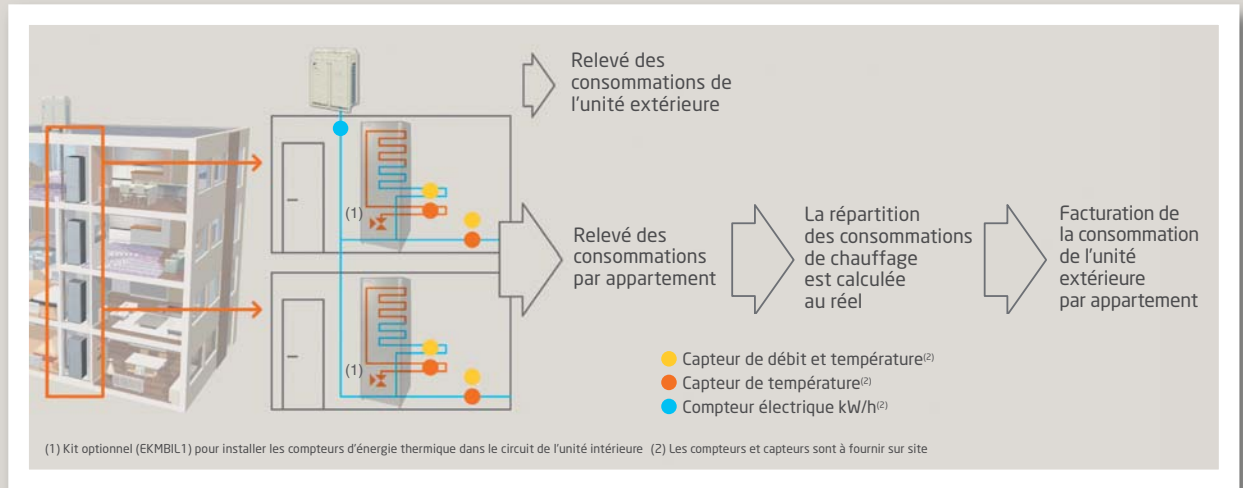 Relevé des
consommations de
l'unité extérieure
(1)
Relevé des
consommations
par appartement
La répartition
des consommations
de chauffage
est calculée
au réel
Facturation de
la consommation
de l'unité
extérieure
par appartement
(1)
Capteur de débit et température(2)
Capteur de température(2)
Compteur électrique kW/h(2)
(1) Kit optionnel (EKMBIL1) pour installer les compteurs d'énergie thermique dans le circuit de l'unité intérieure (2) Les compteurs et capteurs sont à fournir sur site